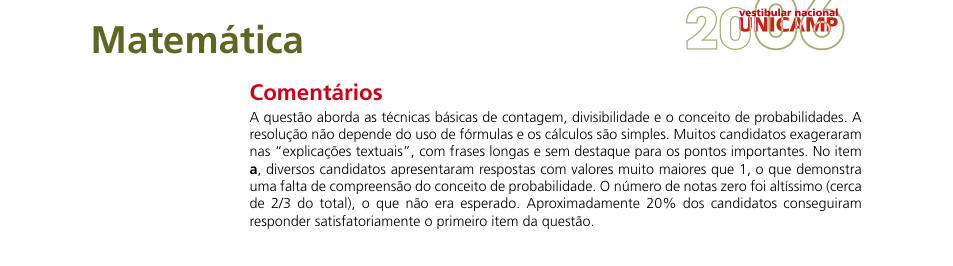 Matemática
2006
vestibular nacional
UNICAMP
Comentários
A questão aborda as técnicas básicas de contagem, divisibilidade e o conceito de probabilidades. A
resolução não depende do uso de fórmulas e os cálculos são simples. Muitos candidatos exageraram
nas “explicações textuais”, com frases longas e sem destaque para os pontos importantes. No item
a, diversos candidatos apresentaram respostas com valores muito maiores que 1, o que demonstra
uma falta de compreensão do conceito de probabilidade. O número de notas zero foi altíssimo (cerca
de 2/3 do total), o que não era esperado. Aproximadamente 20% dos candidatos conseguiram
responder satisfatoriamente o primeiro item da questão.